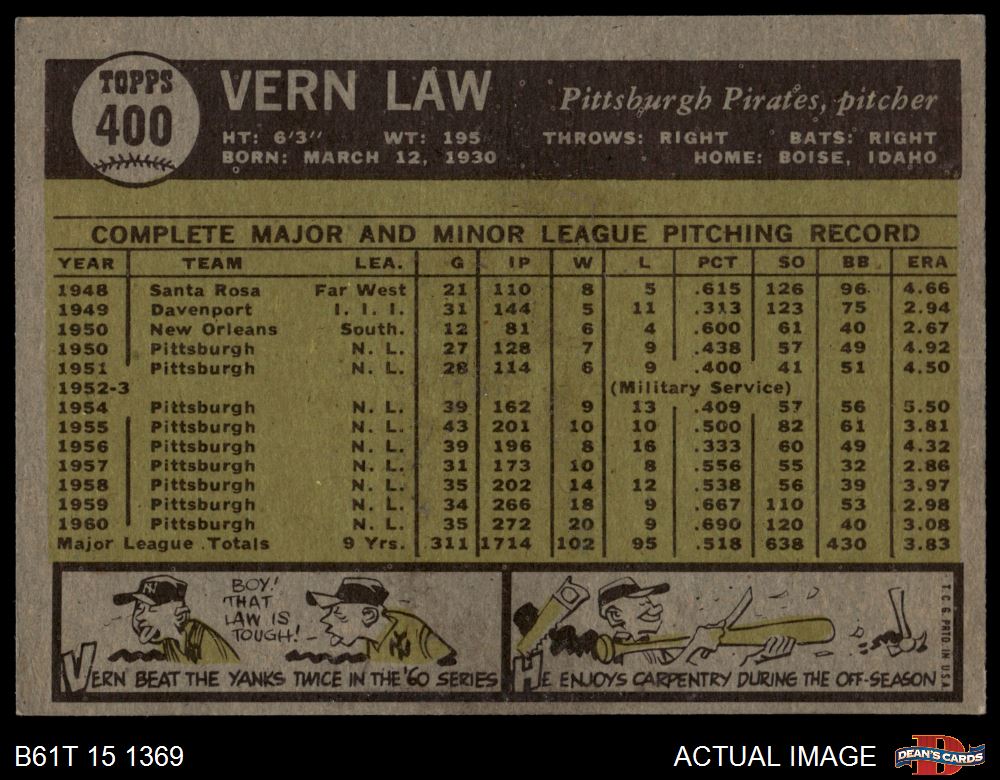 TOPPS
400
VERN LAW
Pittsburgh Pirates, pitcher
HT: 6'3" WT: 195 THROWS: RIGHT BATS: RIGHT
BORN: MARCH 12, 1930 HOME: BOISE, IDAHO
COMPLETE MAJOR AND MINOR LEAGUE PITCHING RECORD
YEAR TEAM LEA. G IP W L PCT SO BB ERA
1948 Santa Rosa Far West 21 110 8 5 .615 126 96 4.66
1949 Davenport I. I. I. 31 144 5 11 .313 123 75 2.94
1950 New Orleans South. 12 81 6 4 .600 61 40 2.67
1950 Pittsburgh N. L. 27 128 7 9 .438 57 49 4.92
1951 Pittsburgh N. L. 28 114 6 9 .400 41 51 4.50
1952-3 (Military Service)
1954 Pittsburgh N. L. 39 162 9 13 .409 57 56 5.50
1955 Pittsburgh N. L. 43 201 10 10 .500 82 61 3.81
1956 Pittsburgh N. L. 39 196 8 16 .333 60 49 4.32
1957 Pittsburgh N. L. 31 173 10 8 .556 55 32 2.86
1958 Pittsburgh N. L. 35 202 14 12 .538 56 39 3.97
1959 Pittsburgh N. L. 34 266 18 9 .667 110 53 2.98
1960 Pittsburgh N. L. 35 272 20 9 .690 120 40 3.08
Major League Totals 9 Yrs. 311 1714 102 95 .518 638 430 3.83
NY
BOY!
THAT
LAW IS
TOUGH!
NY
VERN BEAT THE YANKS TWICE IN THE '60 SERIES
HE ENJOYS CARPENTRY DURING THE OFF-SEASON
T.C.G. PRTD. IN U.S.A.
B61T 15 1369
ACTUAL IMAGE
DEAN'S CARDS